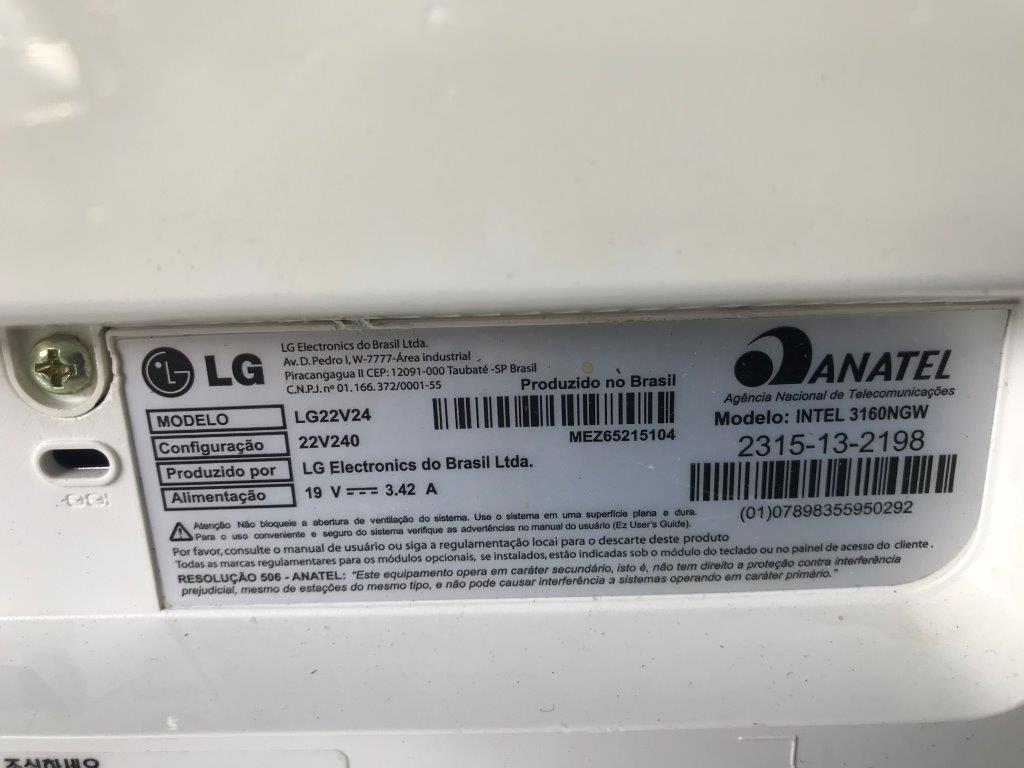 LG
LG Electronics do Brasil Ltda.
Av. D. Pedro I, W-7777-Área industrial
Piracangagua II CEP: 12091-000 Taubaté -SP Brasil
C.N.P.J. nº 01.166.372/0001-55
Produzido no Brasil
MEZ65215104
MODELO LG22V24
Configuração 22V240
Produzido por LG Electronics do Brasil Ltda.
Alimentação 19 V ⎓ 3.42 A
ANATEL
Agência Nacional de Telecomunicações
Modelo: INTEL 3160NGW
2315-13-2198
(01)07898355950292
Atenção Não bloqueie a abertura de ventilação do sistema. Use o sistema em uma superfície plana e dura.
Para o uso conveniente e seguro do sistema verifique as advertências no manual do usuário (Ez User's Guide).
Por favor, consulte o manual de usuário ou siga a regulamentação locai para o descarte deste produto
Todas as marcas regulamentares para os módulos opcionais, se instalados, estão indicadas sob o módulo do teclado ou no painel de acesso do cliente.
RESOLUÇÃO 506 - ANATEL: "Este equipamento opera em caráter secundário, isto é, não tem direito a proteção contra interferência
prejudicial, mesmo de estações do mesmo tipo, e não pode causar interferência a sistemas operando em caráter primário."
조심하세요